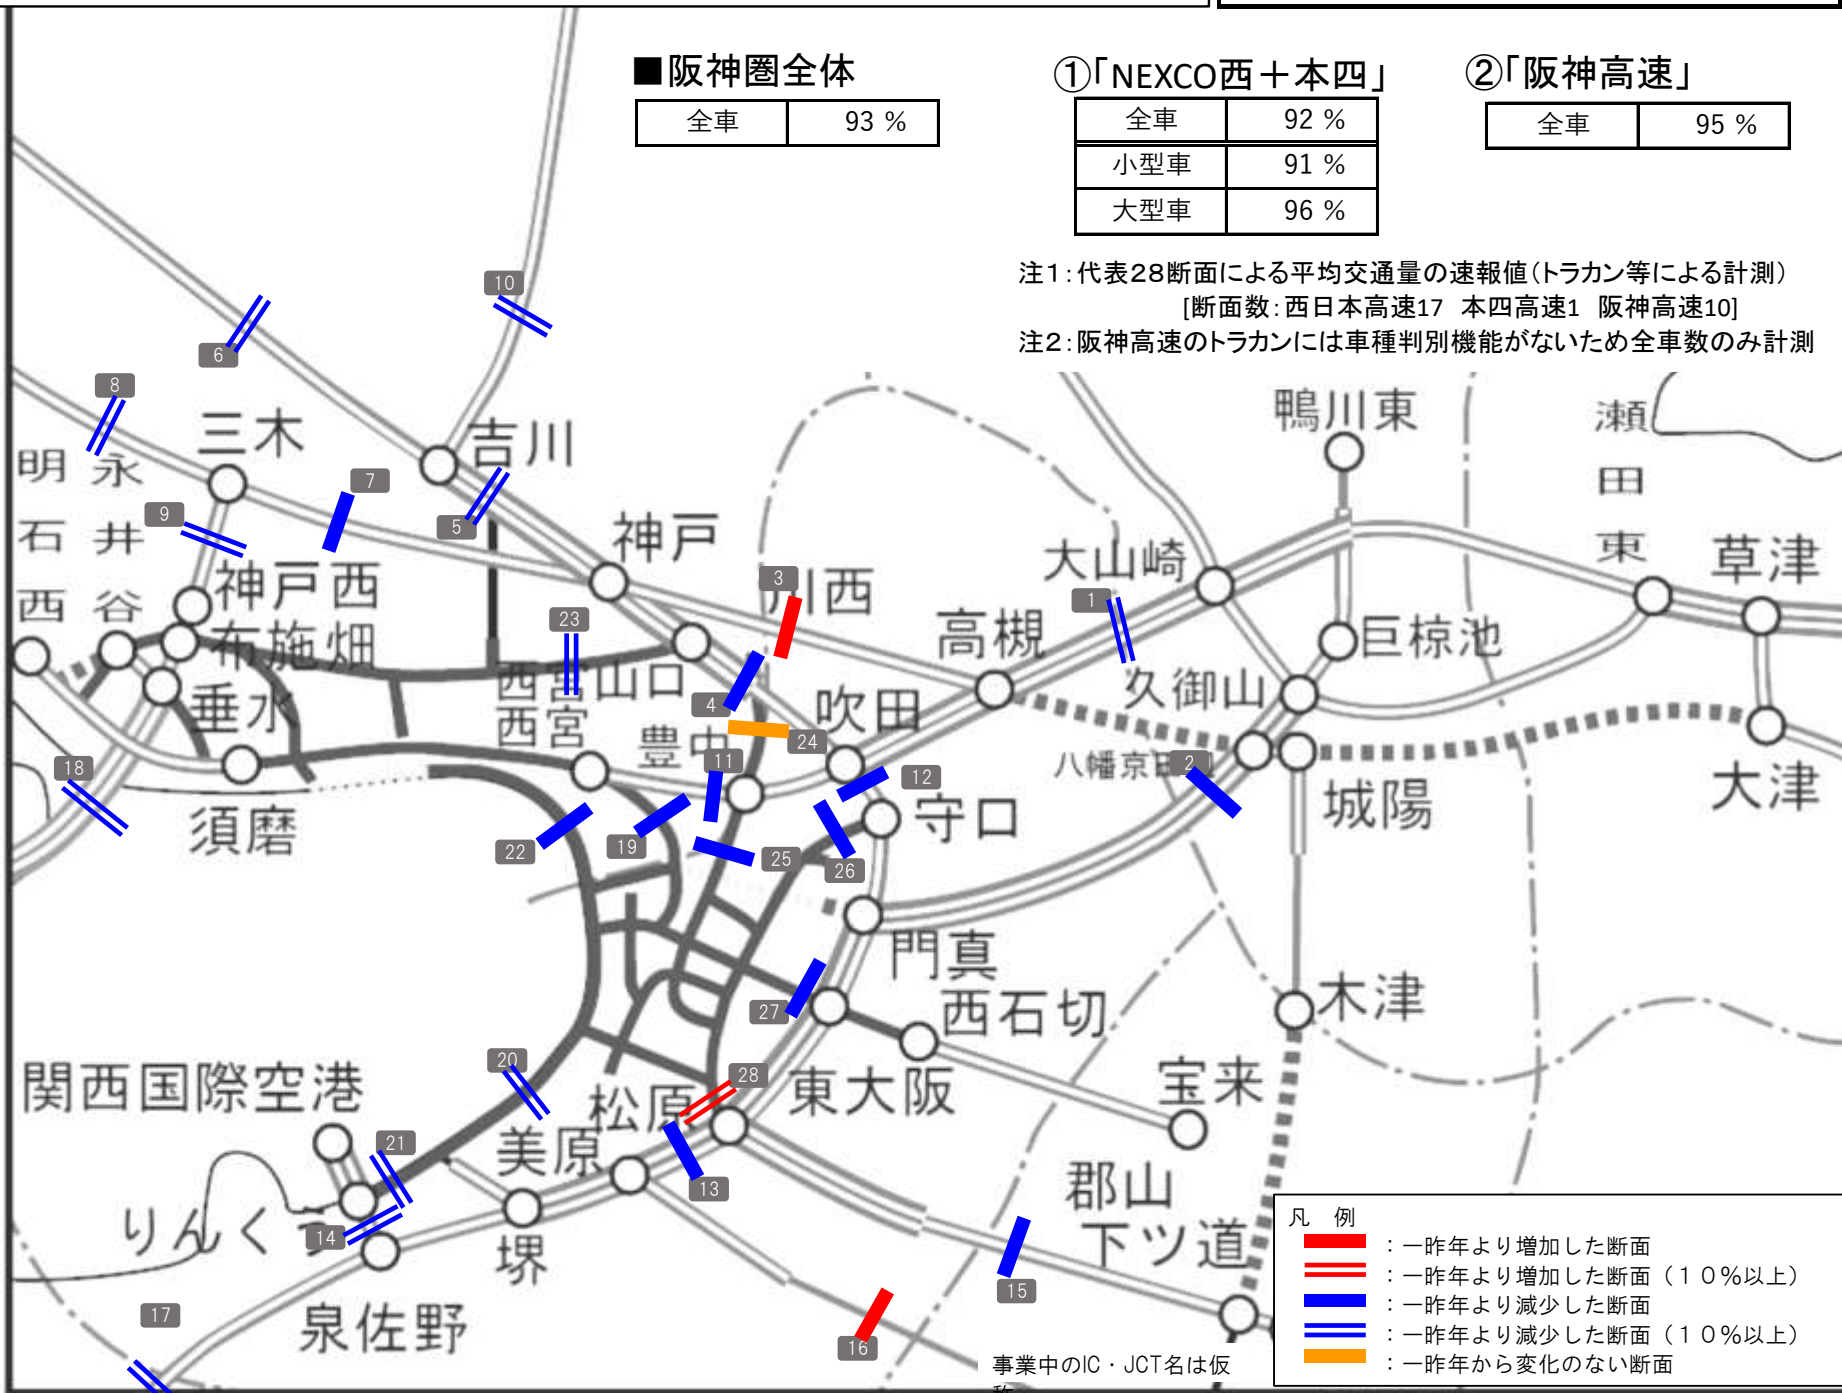 ■阪神圏全体
全車 93 %
①「NEXCO西＋本四」
全車 92 %
小型車 91 %
大型車 96 %
②「阪神高速」
全車 95 %
注1：代表28断面による平均交通量の速報値（トラカン等による計測）
[断面数：西日本高速17 本四高速1 阪神高速10]
注2：阪神高速のトラカンには車種判別機能がないため全車数のみ計測
10
6
8
三木
吉川
鴨川東
瀬田東
明石西
永井谷
7
9
5
神戸
大山崎
草津
神戸西
3
川西
1
23
高槻
巨椋池
布施畑
西宮山口
久御山
垂水
4
吹田
西宮
豊中
24
18
11
12
八幡京田
2
大津
須磨
守口
城陽
22
19
25
26
門真
27
西石切
木津
20
関西国際空港
松原
28
東大阪
宝来
21
美原
13
郡山下ツ道
りんくう
14
堺
15
17
泉佐野
16
事業中のIC・JCT名は仮
称
凡 例
：一昨年より増加した断面
：一昨年より増加した断面（１０％以上）
：一昨年より減少した断面
：一昨年より減少した断面（１０％以上）
：一昨年から変化のない断面